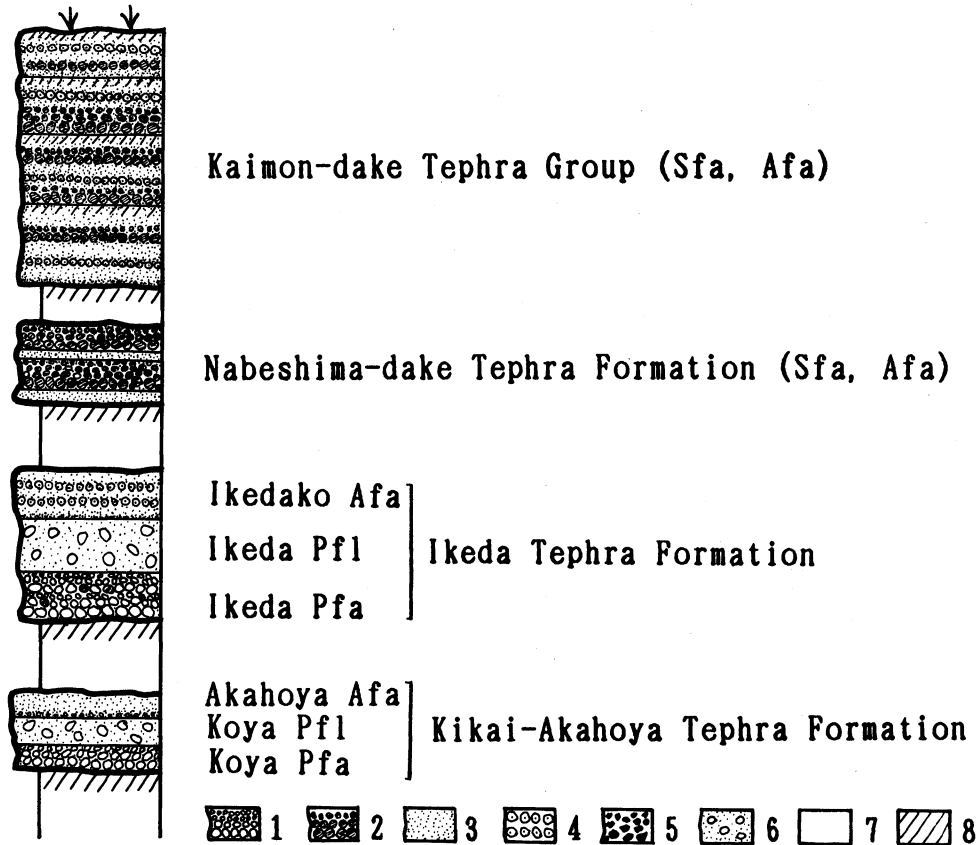 Kaimon-dake Tephra Group (Sfa, Afa)
Nabeshima-dake Tephra Formation (Sfa, Afa)
Ikedako Afa
Ikeda Pfl
Ikeda Tephra Formation
Ikeda Pfa
Akahoya Afa
Koya Pfl
Kikai-Akahoya Tephra Formation
Koya Pfa
1 2 3 4 5 6 7 8